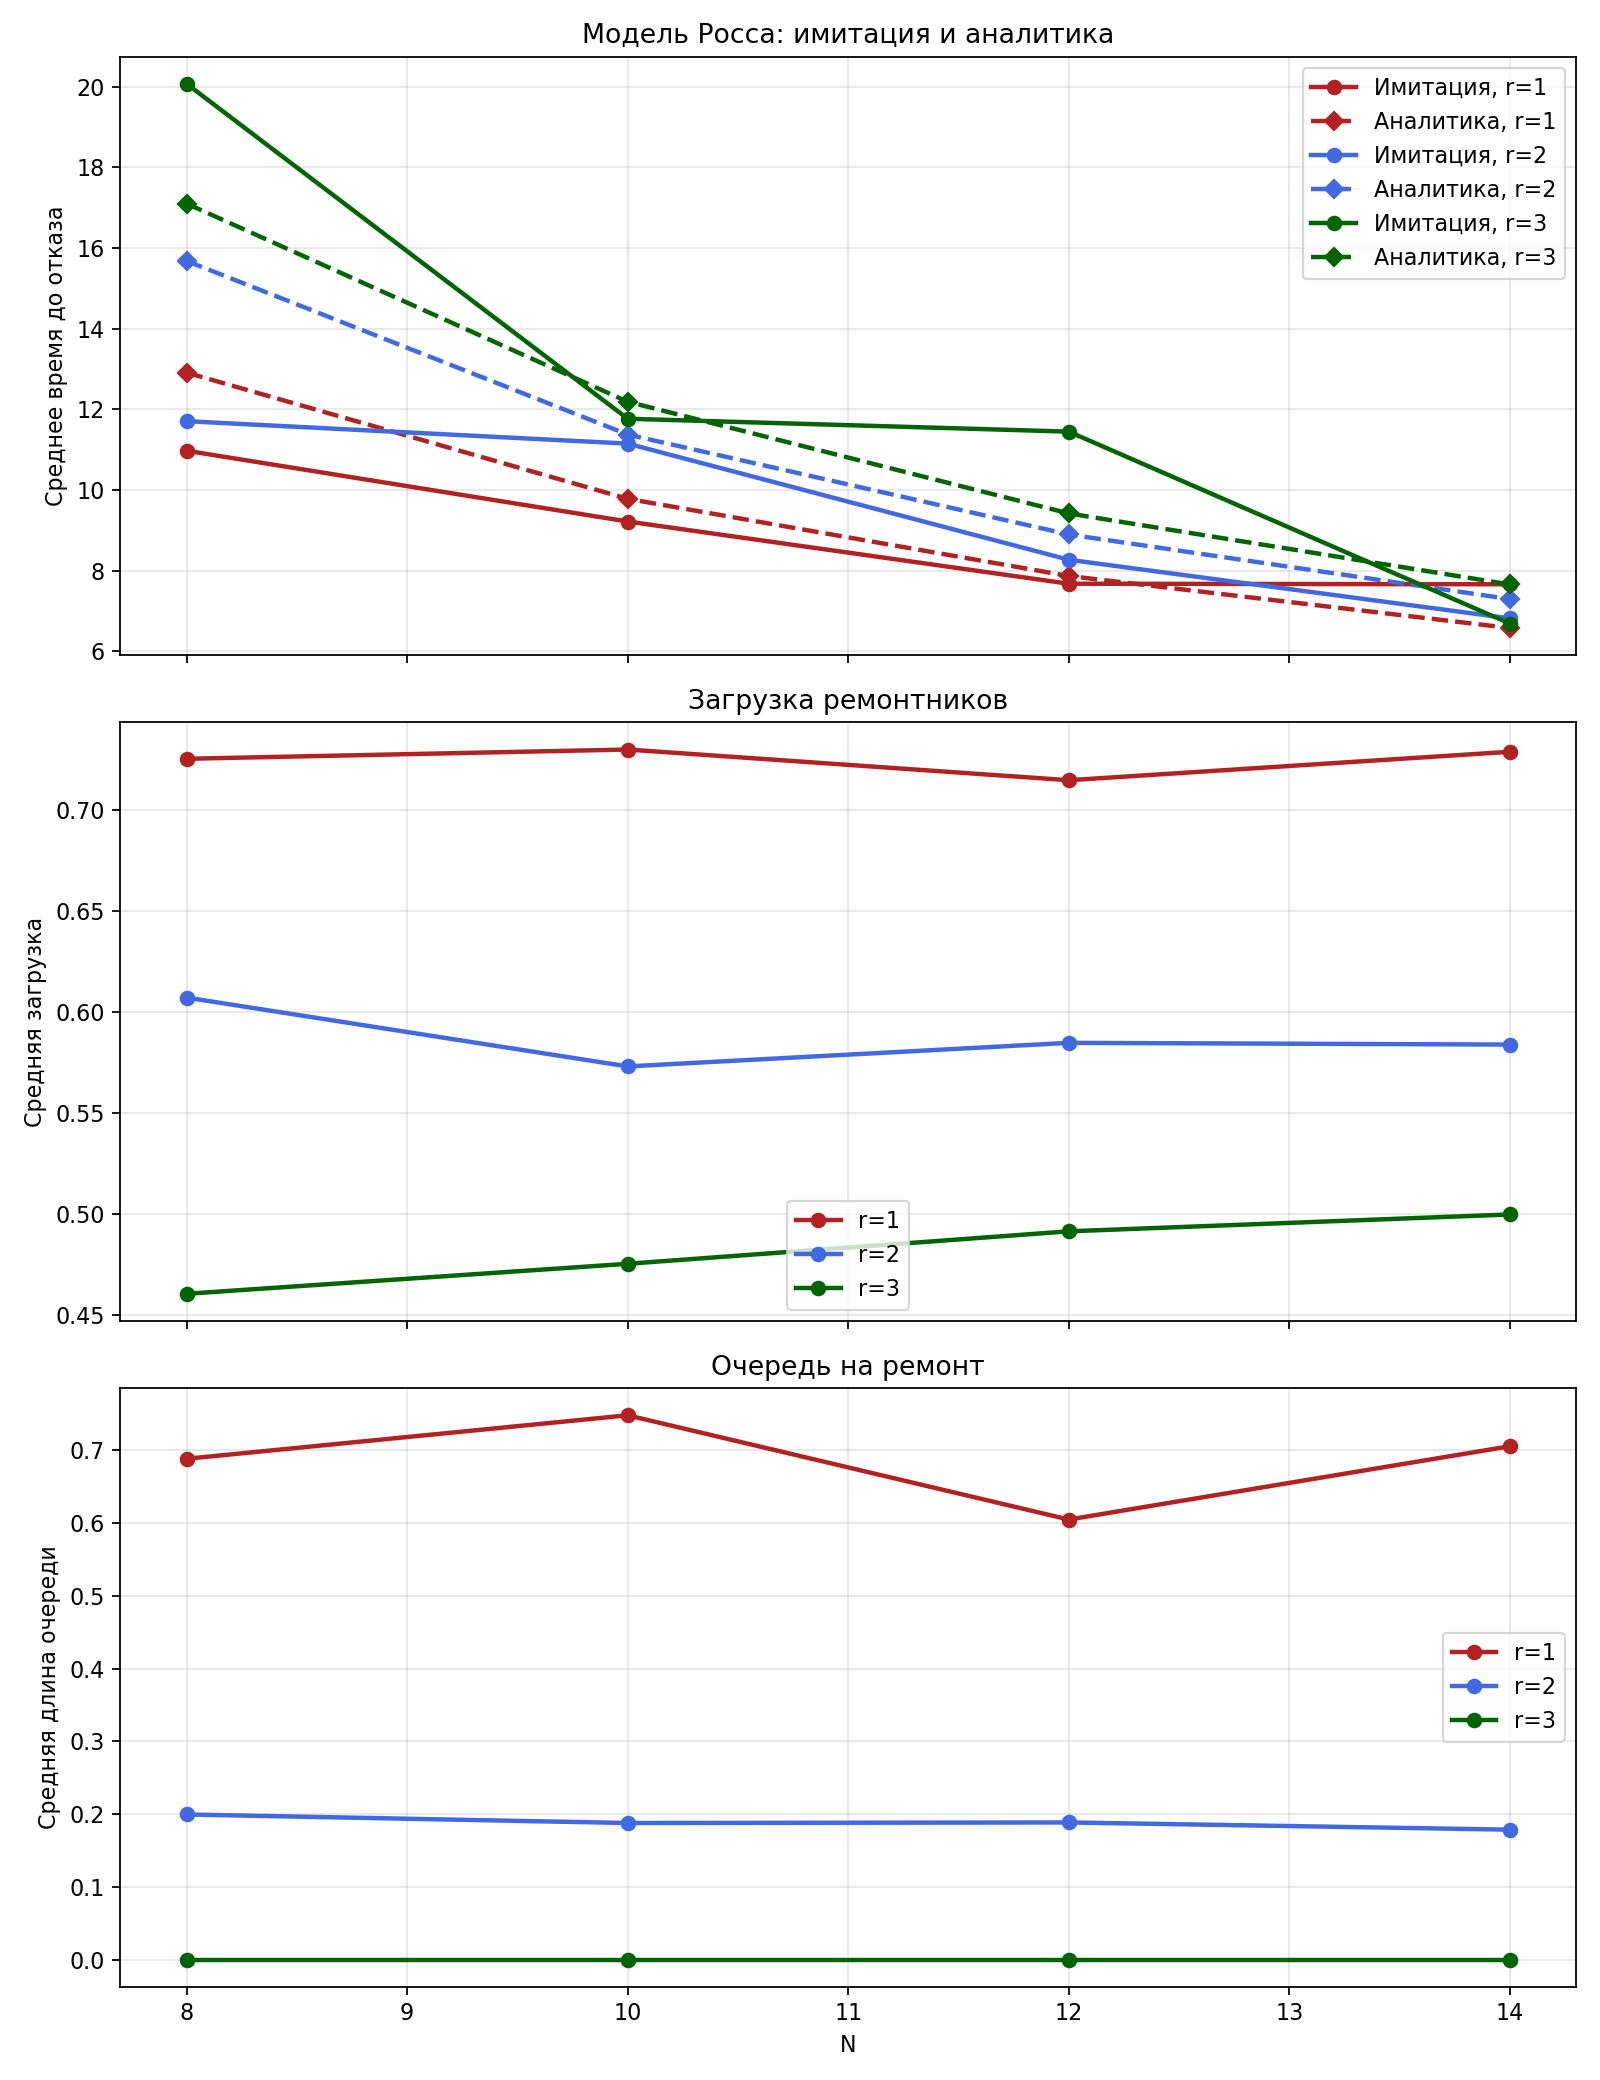 Модель Росса: имитация и аналитика
Среднее время до отказа
20
18
16
14
12
10
8
6
Имитация, r=1
Аналитика, r=1
Имитация, r=2
Аналитика, r=2
Имитация, r=3
Аналитика, r=3
Загрузка ремонтников
Средняя загрузка
0.70
0.65
0.60
0.55
0.50
0.45
r=1
r=2
r=3
Очередь на ремонт
Средняя длина очереди
0.7
0.6
0.5
0.4
0.3
0.2
0.1
0.0
r=1
r=2
r=3
8 9 10 11 12 13 14
N